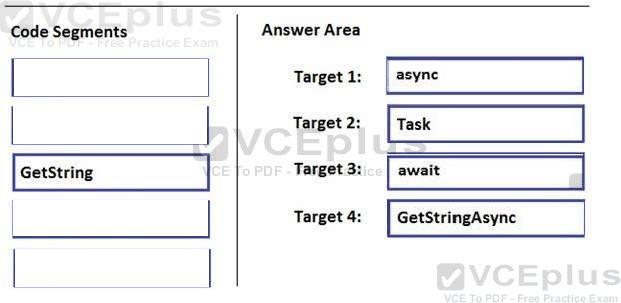 VCEplus
VCE To PDF - Free Practice Exam
Code Segments
Answer Area
Target 1:
async
Target 2:
Task
VCEplus
VCE To PDF - Free Practice Exam
GetString
Target 3:
await
Target 4:
GetStringAsync
VCEplus
VCE To PDF - Free Practice Exam